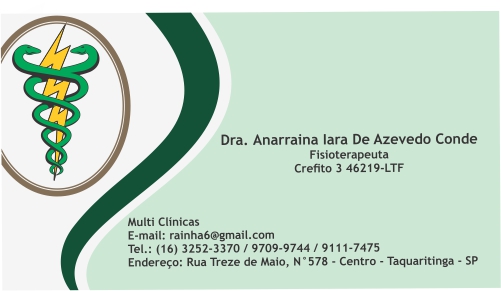 Dra. Anarraina Iara De Azevedo Conde
Fisioterapeuta
Crefito 3 46219-LTF
Multi Clínicas
E-mail: rainha6@gmail.com
Tel.: (16) 3252-3370 / 9709-9744 / 9111-7475
Endereço: Rua Treze de Maio, N°578 - Centro - Taquaritinga - SP